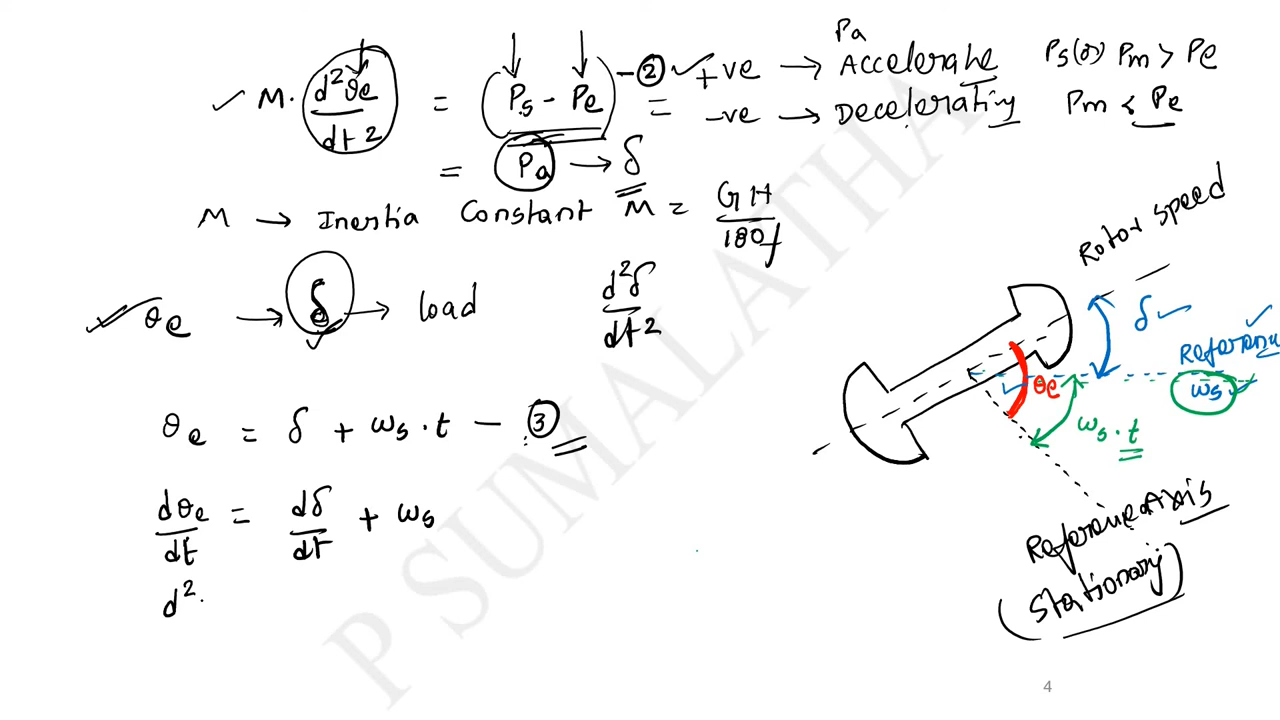 Pa
M. d²θe/dt2 = (Ps - Pe) - ② +ve → Accelerate Ps(or) Pm > Pe
= -ve → Decelerating Pm < Pe
= Pa → δ
M → Inertia Constant M = GH/180f
θe → δ → load d²δ/dt2
θe = δ + ωs . t - ③
dθe/dt = dδ/dt + ωs
d².
Rotor speed
δ
Reference
ωs
θe
ωs . t
Reference Axis
(Stationary)
P SUMALATHA
4